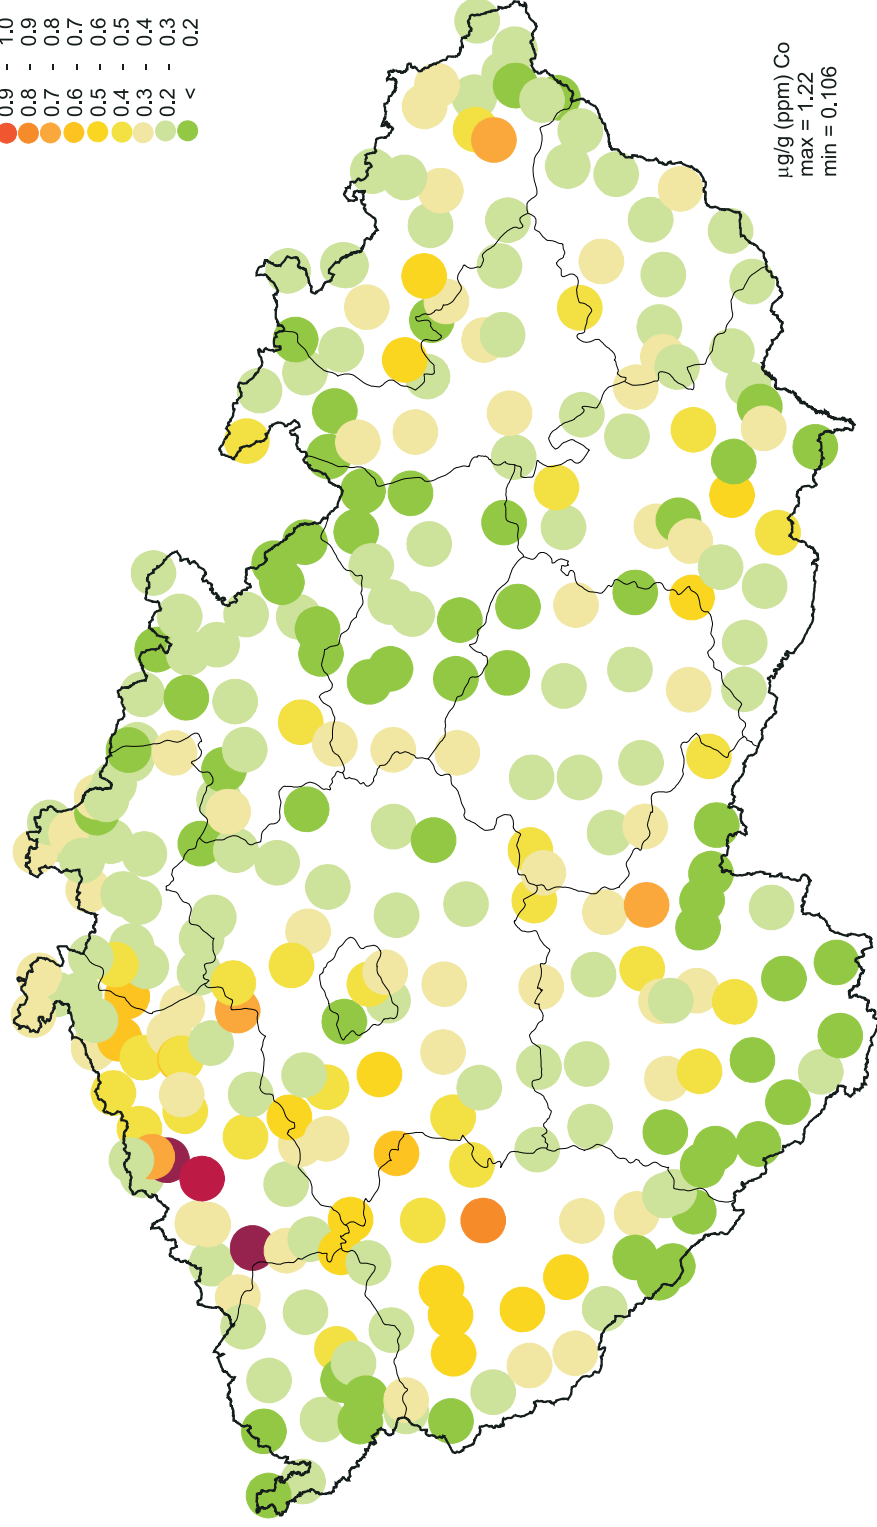 0.9 - 1.0
0.8 - 0.9
0.7 - 0.8
0.6 - 0.7
0.5 - 0.6
0.4 - 0.5
0.3 - 0.4
0.2 - 0.3
< 0.2
µg/g (ppm) Co
max = 1.22
min = 0.106